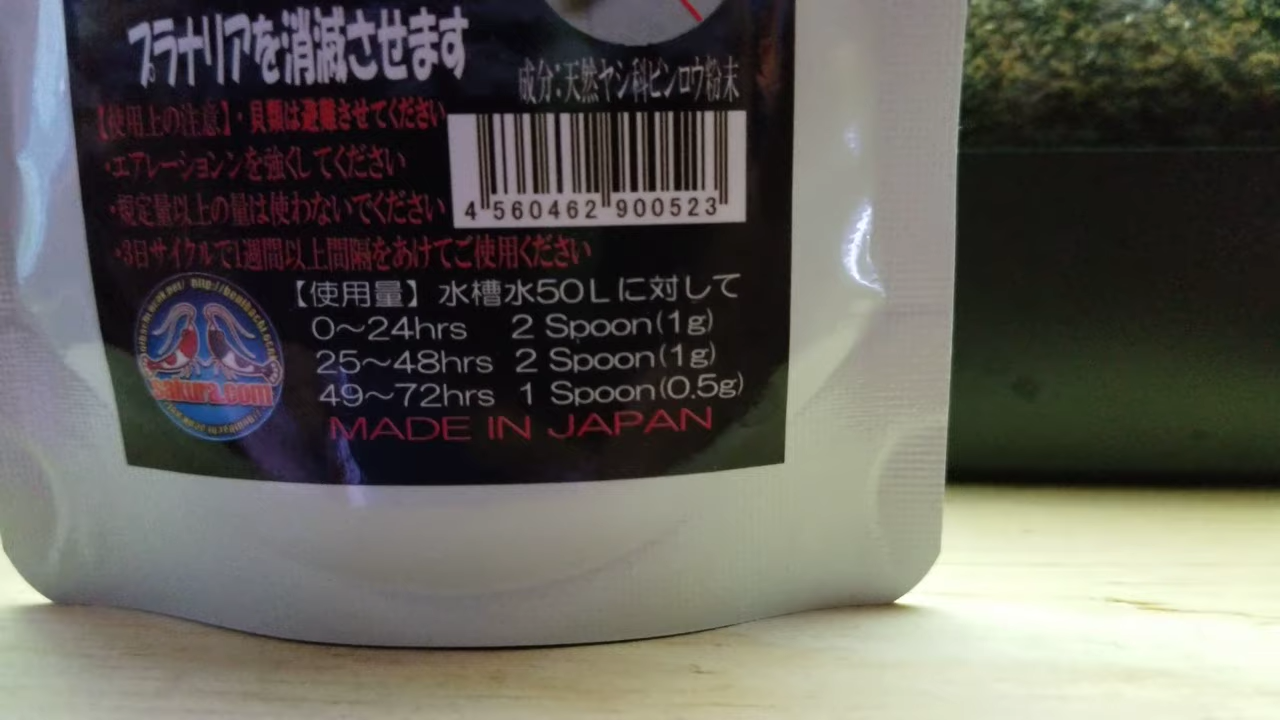 プラナリアを消滅させます
成分:天然ヤシ科ビンロウ粉末
【使用上の注意】・貝類は避難させてください
・エアレーションンを強くしてください
・規定量以上の量は使わないでください
・3日サイクルで1週間以上間隔をあけてご使用ください
4 560462 900523
【使用量】水槽水50Lに対して
0～24hrs 2 Spoon(1g)
25～48hrs 2 Spoon(1g)
49～72hrs 1 Spoon(0.5g)
MADE IN JAPAN
sakura.com